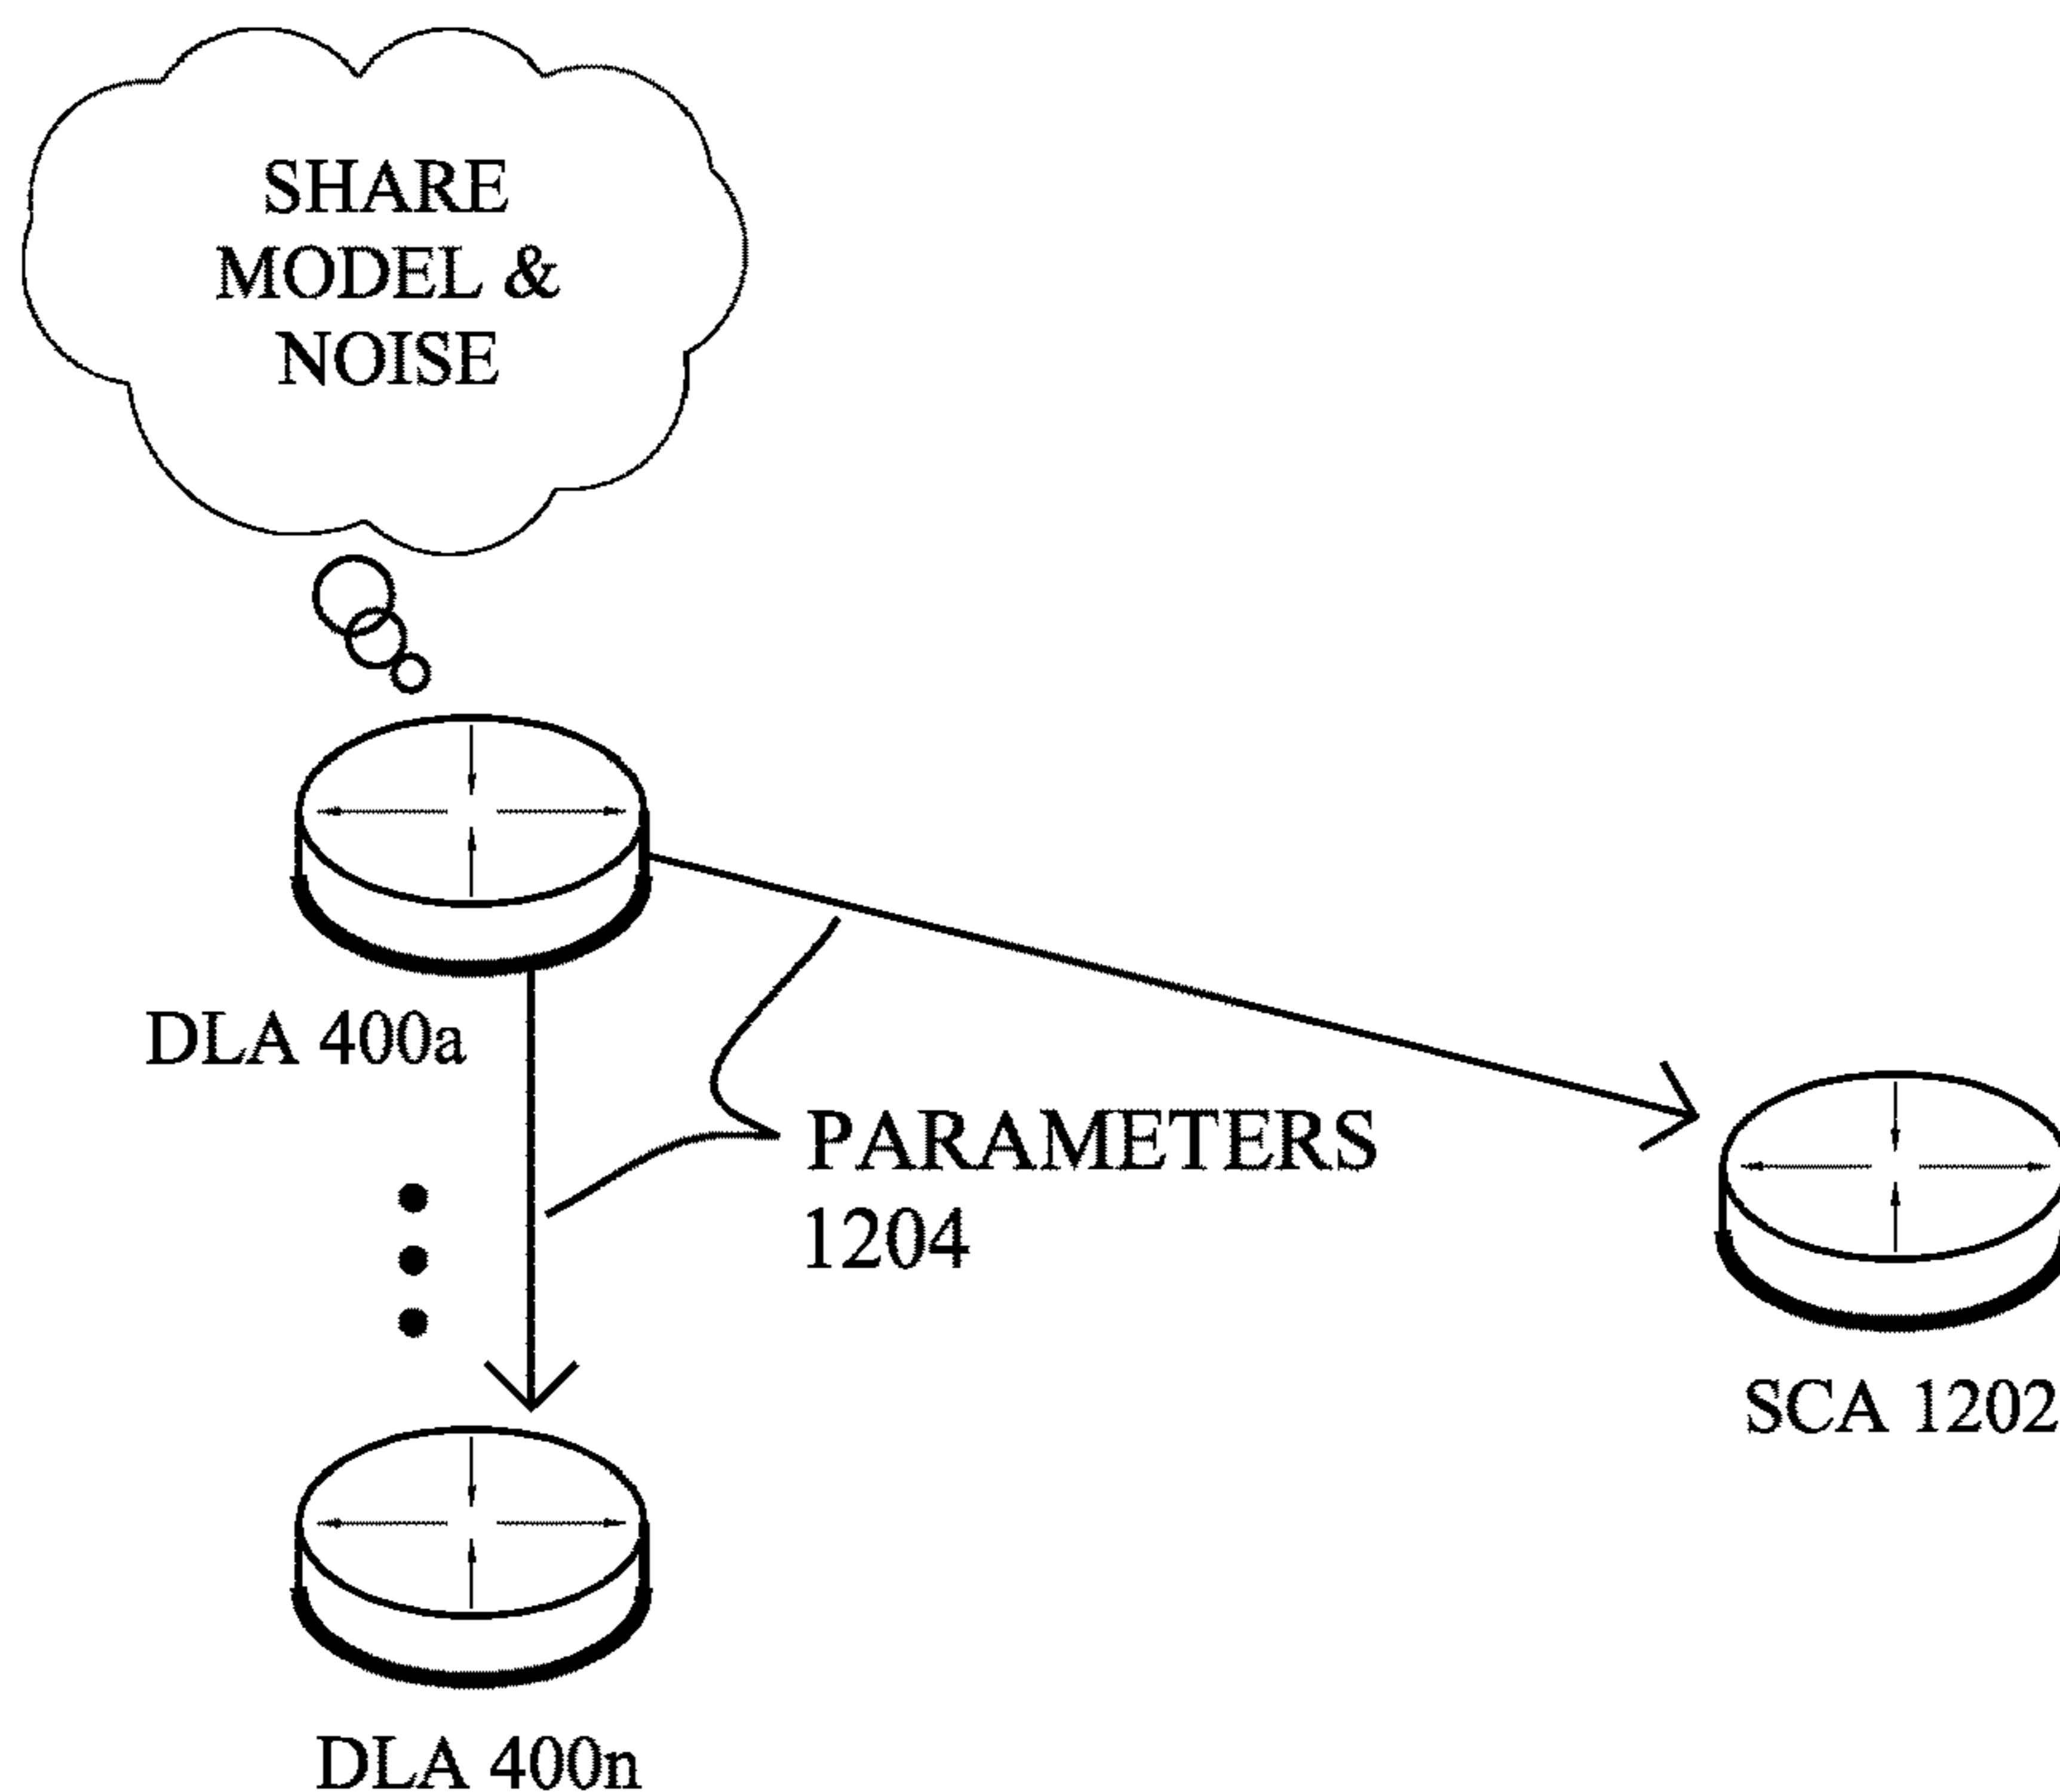 SHARE
MODEL &
NOISE
DLA 400a
PARAMETERS
1204
SCA 1202
DLA 400n